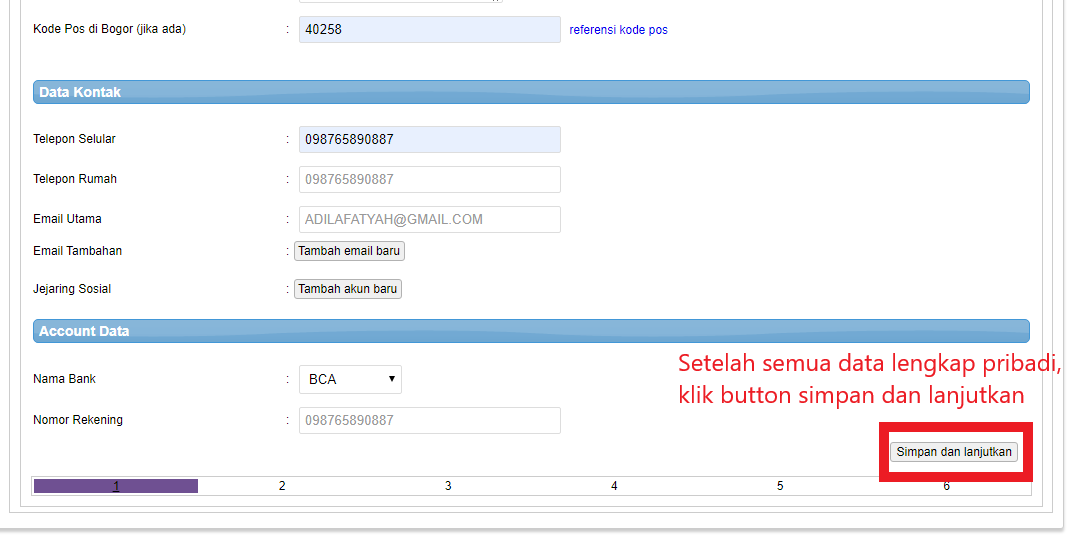 Kode Pos di Bogor (jika ada) : 40258 referensi kode pos
Data Kontak
Telepon Selular : 098765890887
Telepon Rumah : 098765890887
Email Utama : ADILAFATYAH@GMAIL.COM
Email Tambahan : Tambah email baru
Jejaring Sosial : Tambah akun baru
Account Data
Setelah semua data lengkap pribadi,
klik button simpan dan lanjutkan
Nama Bank : BCA
Nomor Rekening : 098765890887
Simpan dan lanjutkan
1 2 3 4 5 6